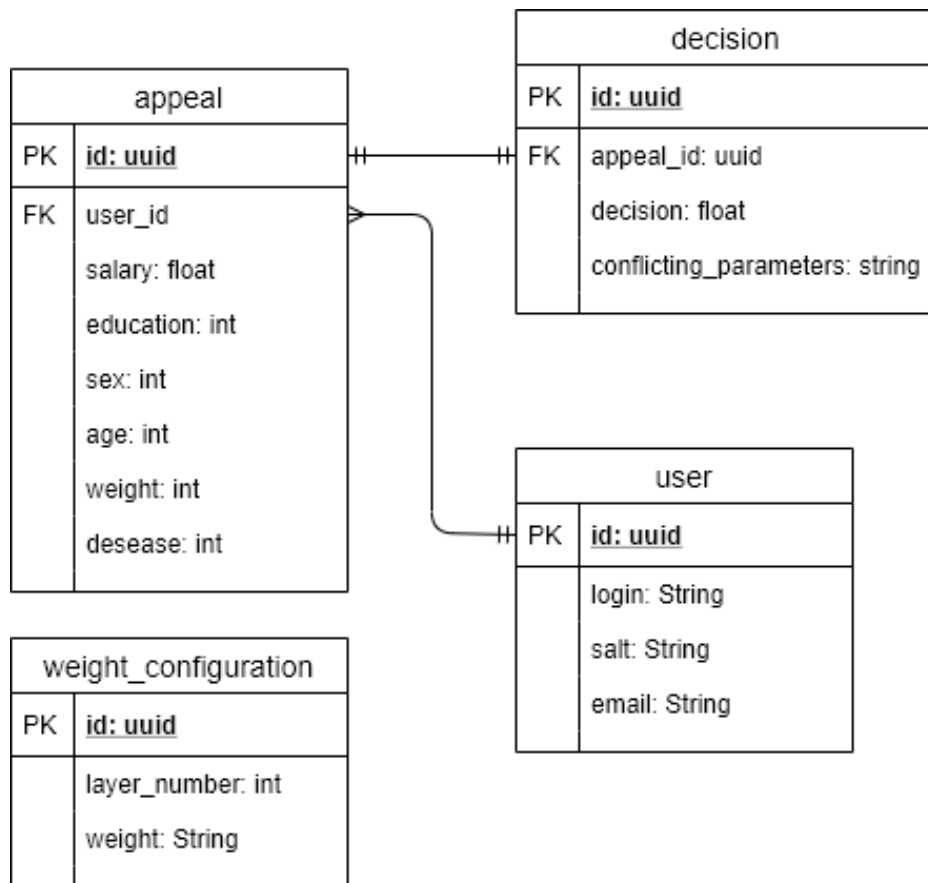 appeal
PK id: uuid
FK user_id
salary: float
education: int
sex: int
age: int
weight: int
desease: int
decision
PK id: uuid
FK appeal_id: uuid
decision: float
conflicting_parameters: string
user
PK id: uuid
login: String
salt: String
email: String
weight_configuration
PK id: uuid
layer_number: int
weight: String